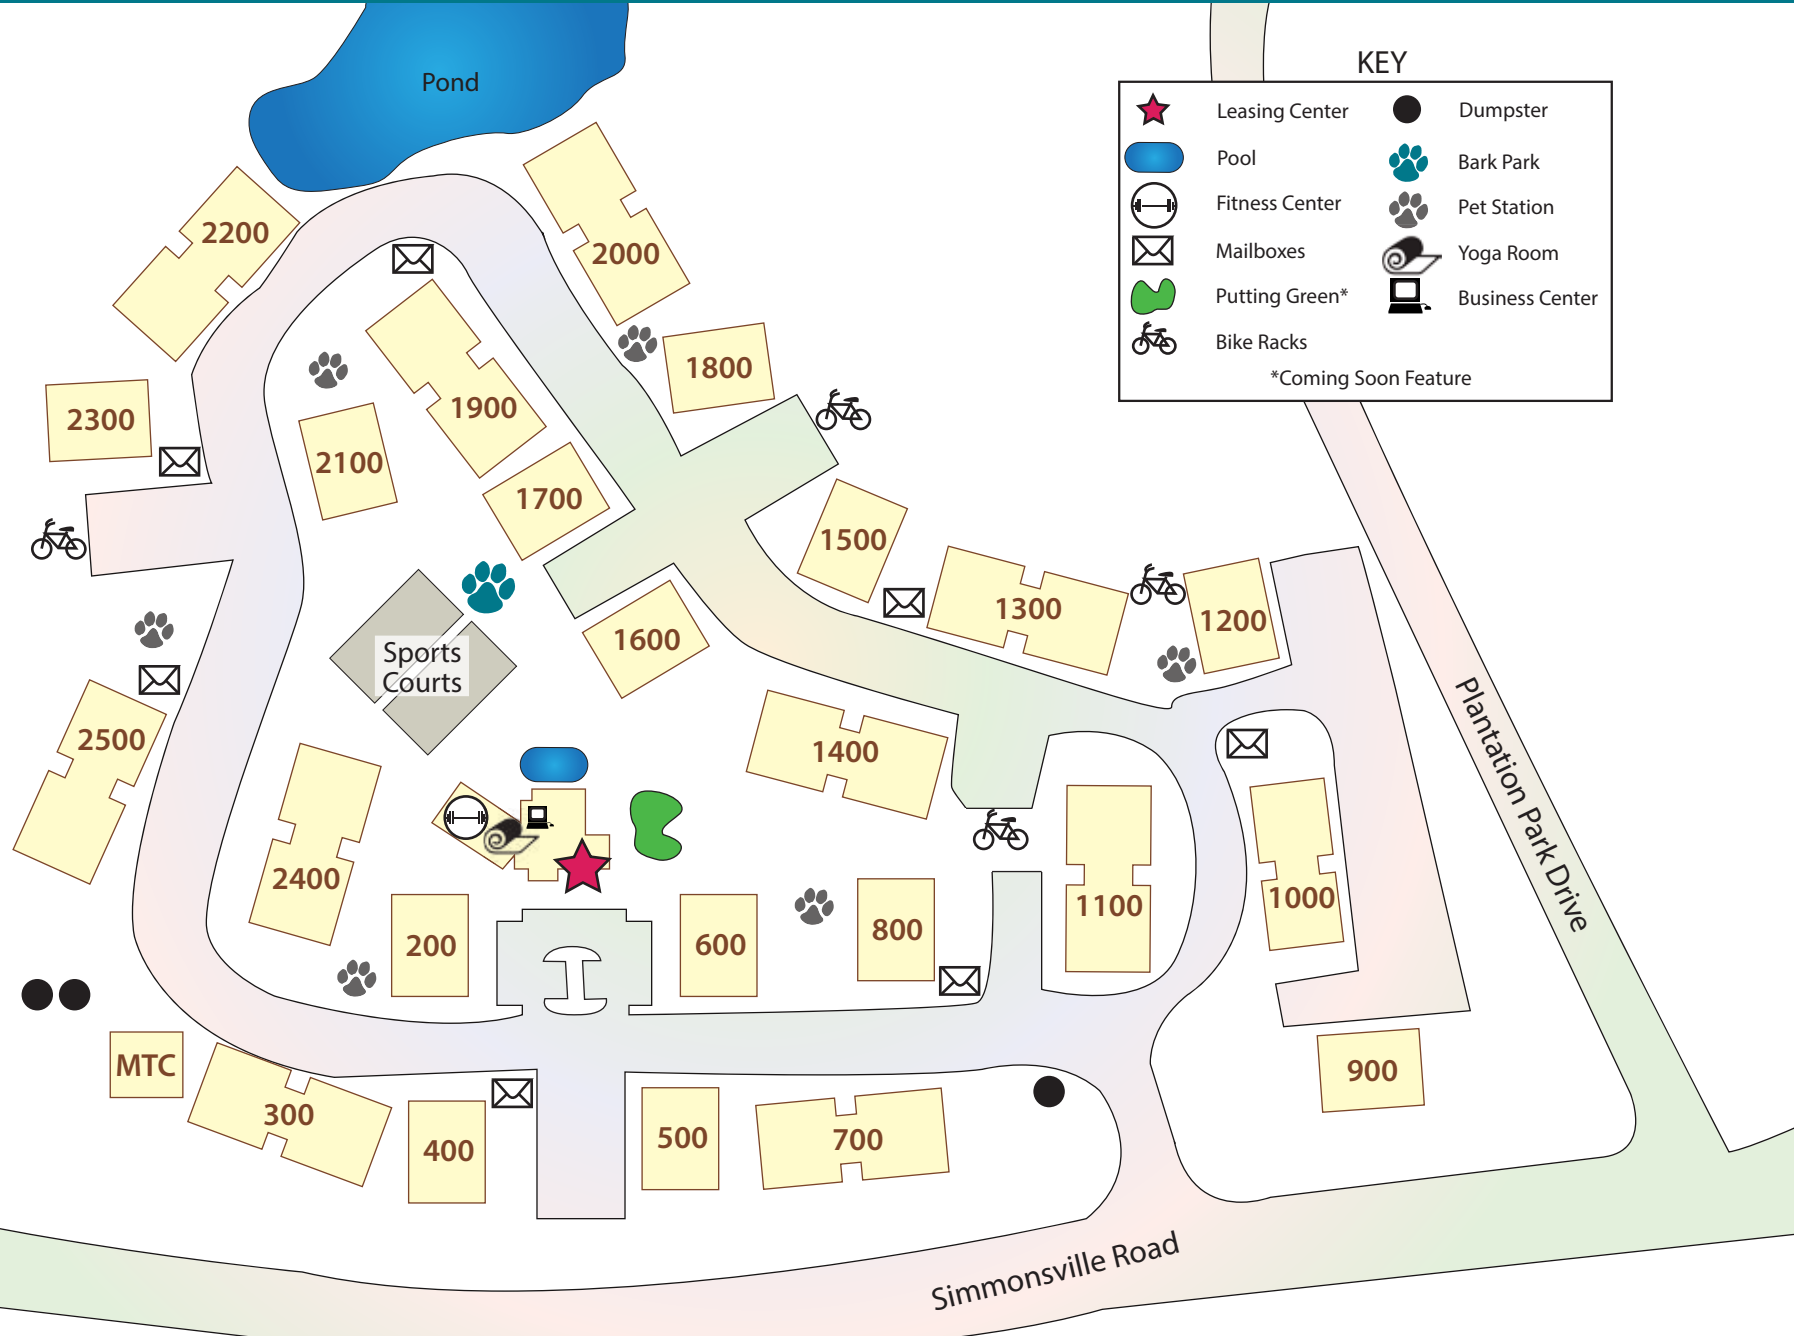 Pond
KEY
Leasing Center
Dumpster
Pool
Bark Park
Fitness Center
Pet Station
Mailboxes
Yoga Room
Putting Green*
Business Center
Bike Racks
*Coming Soon Feature
2200
2000
1800
2300
1900
2100
1700
1500
1300
1200
1600
Sports
Courts
2500
1400
Plantation Park Drive
2400
1100
1000
200
600
800
MTC
900
300
400
500
700
Simmonsville Road